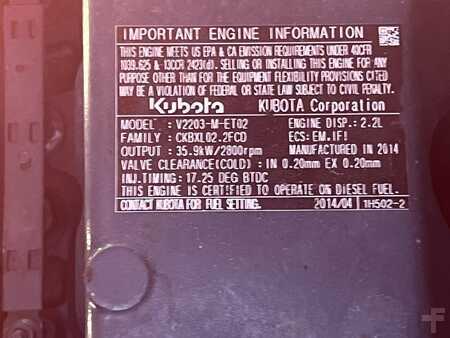 IMPORTANT ENGINE INFORMATION
THIS ENGINE MEETS US EPA & CA EMISSION REQUIREMENTS UNDER 40CFR
1039.625 & 13CCR 2423(d). SELLING OR INSTALLING THIS ENGINE FOR ANY
PURPOSE OTHER THAN FOR THE EQUIPMENT FLEXIBILITY PROVISIONS CITED
MAY BE A VIOLATION OF FEDERAL OR STATE LAW SUBJECT TO CIVIL PENALTY.
Kubota KUBOTA Corporation
MODEL : V2203-M-ET02 ENGINE DISP.: 2.2L
FAMILY : CKBXL02.2FCD ECS: EM,IFI
OUTPUT : 35.9kW/2800rpm MANUFACTURED IN 2014
VALVE CLEARANCE(COLD) : IN 0.20mm EX 0.20mm
INJ.TIMING: 17.25 DEG BTDC
THIS ENGINE IS CERTIFIED TO OPERATE ON DIESEL FUEL.
CONTACT KUBOTA FOR FUEL SETTING. 2014/04 1H502-2
F